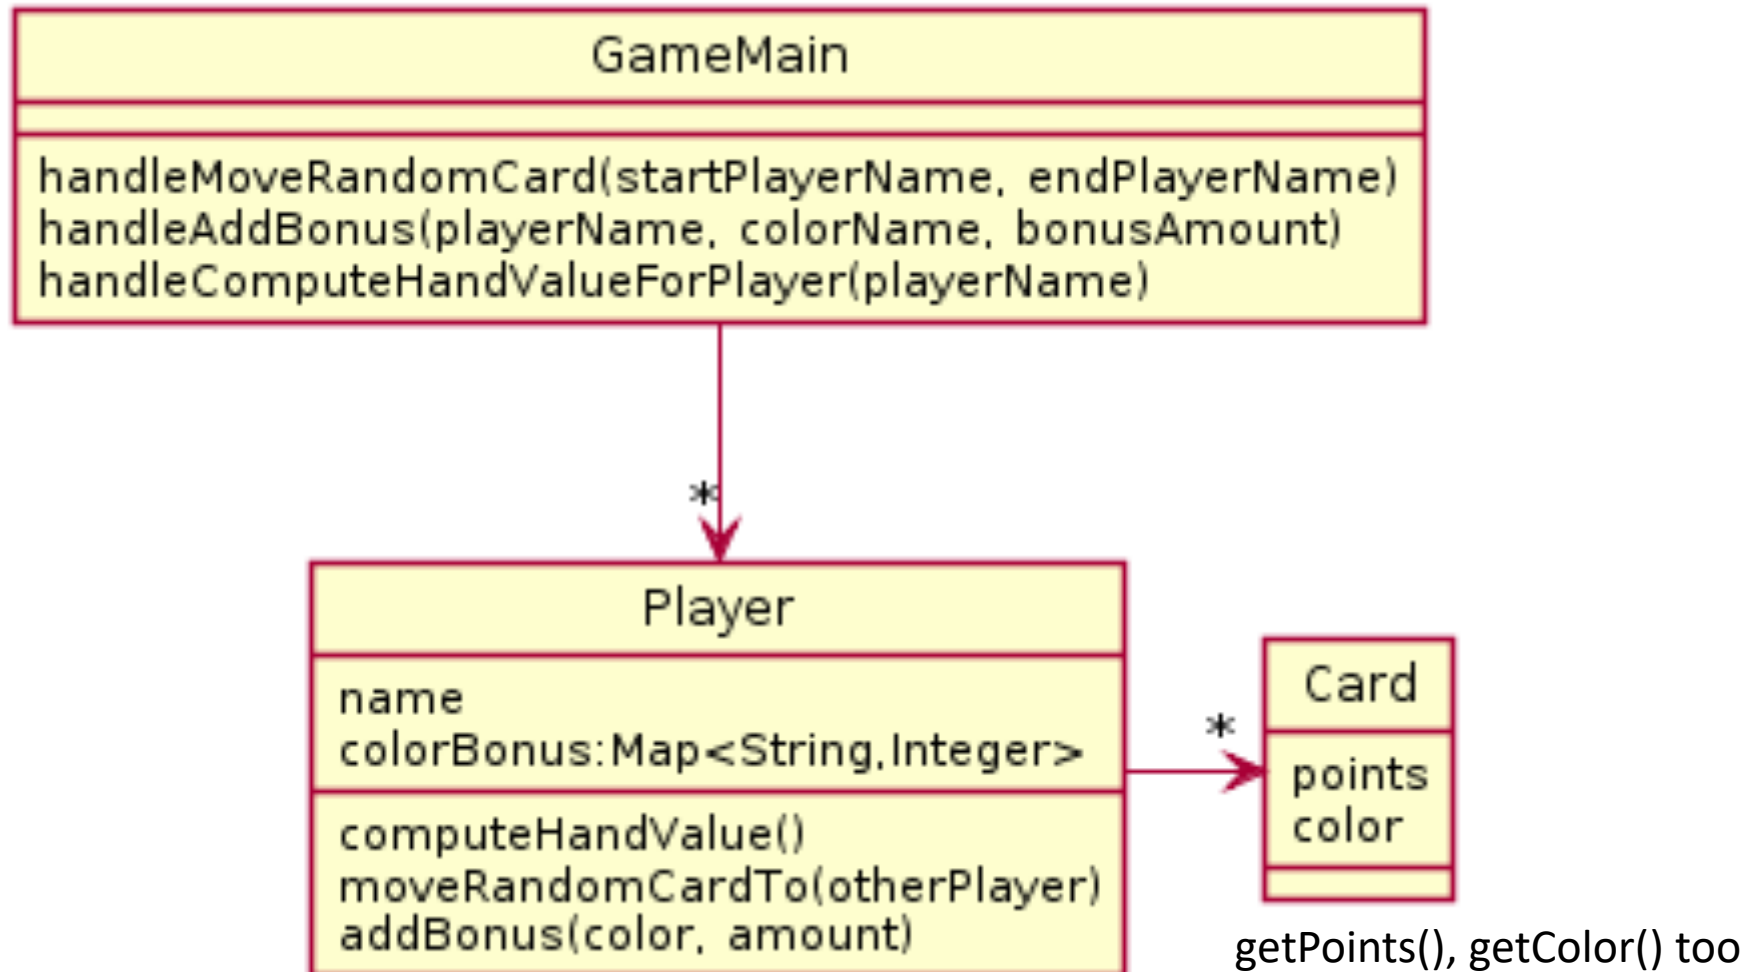 GameMain
handleMoveRandomCard(startPlayerName, endPlayerName)
handleAddBonus(playerName, colorName, bonusAmount)
handleComputeHandValueForPlayer(playerName)
*
Player
name
colorBonus:Map<String,Integer>
computeHandValue()
moveRandomCardTo(otherPlayer)
addBonus(color, amount)
*
Card
points
color
getPoints(), getColor() too